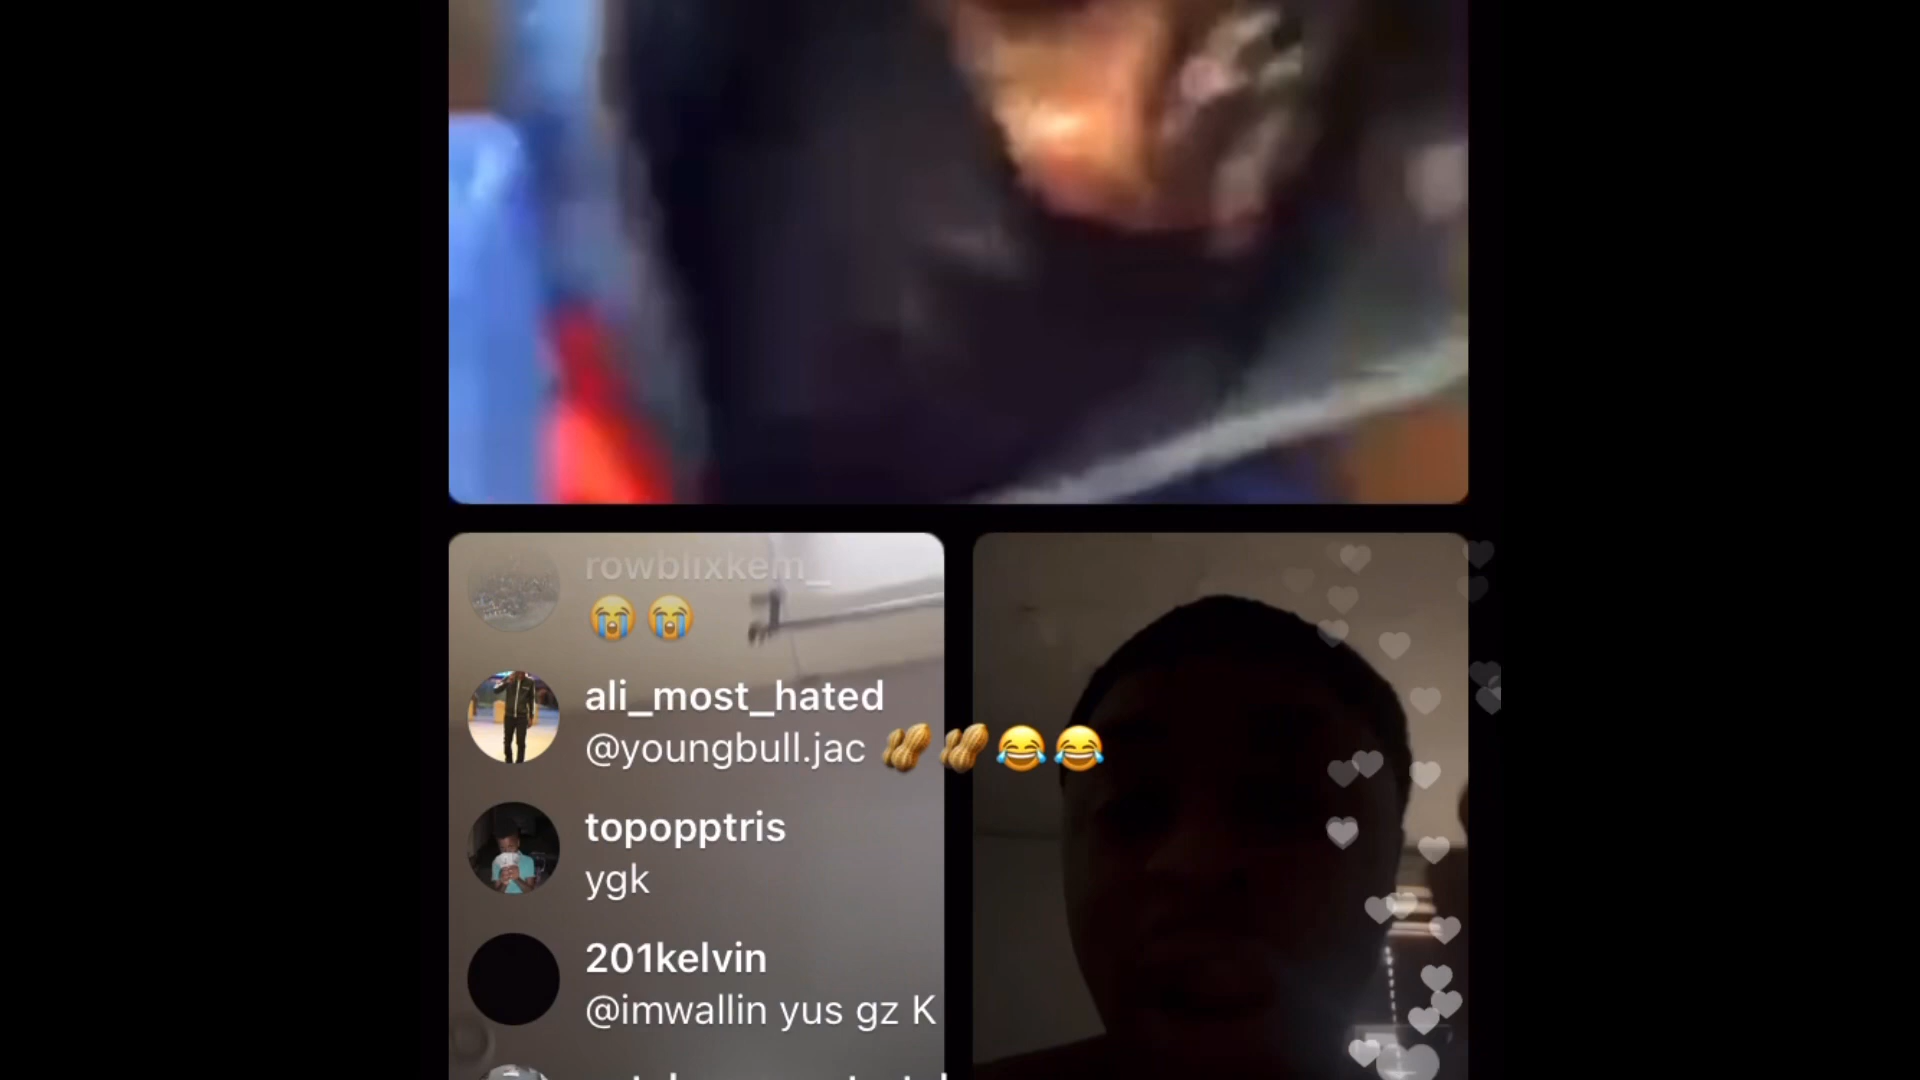 rowblixkem_
😭😭
ali_most_hated
@youngbull.jac 🥜🥜😂😂
topopptris
ygk
201kelvin
@imwallin yus gz K